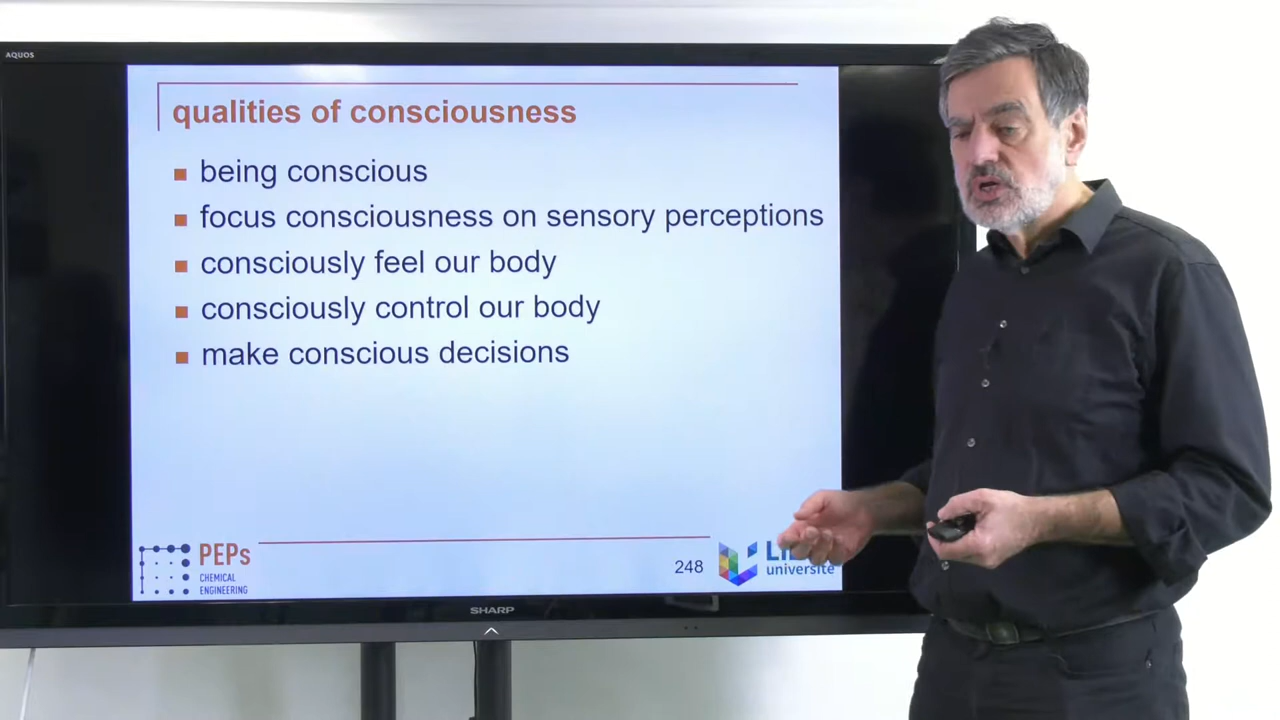 AQUOS
qualities of consciousness
being conscious
focus consciousness on sensory perceptions
consciously feel our body
consciously control our body
make conscious decisions
PEPs
CHEMICAL
ENGINEERING
248
université
SHARP